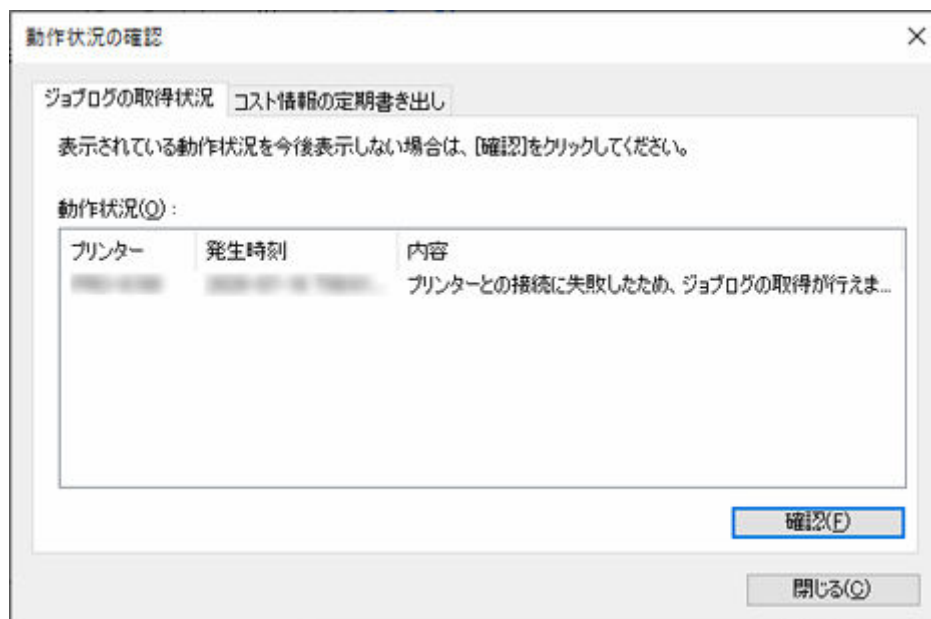 動作状況の確認
ジョブログの取得状況 コスト情報の定期書き出し
表示されている動作状況を今後表示しない場合は、[確認]をクリックしてください。
動作状況(O):
プリンター 発生時刻 内容
プリンターとの接続に失敗したため、ジョブログの取得が行えま...
確認(F)
閉じる(C)